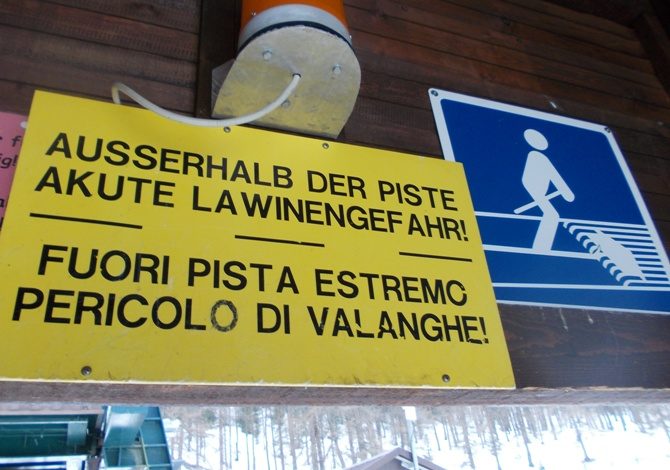 AUSSERHALB DER PISTE
AKUTE LAWINENGEFAHR!
FUORI PISTA ESTREMO
PERICOLO DI VALANGHE!